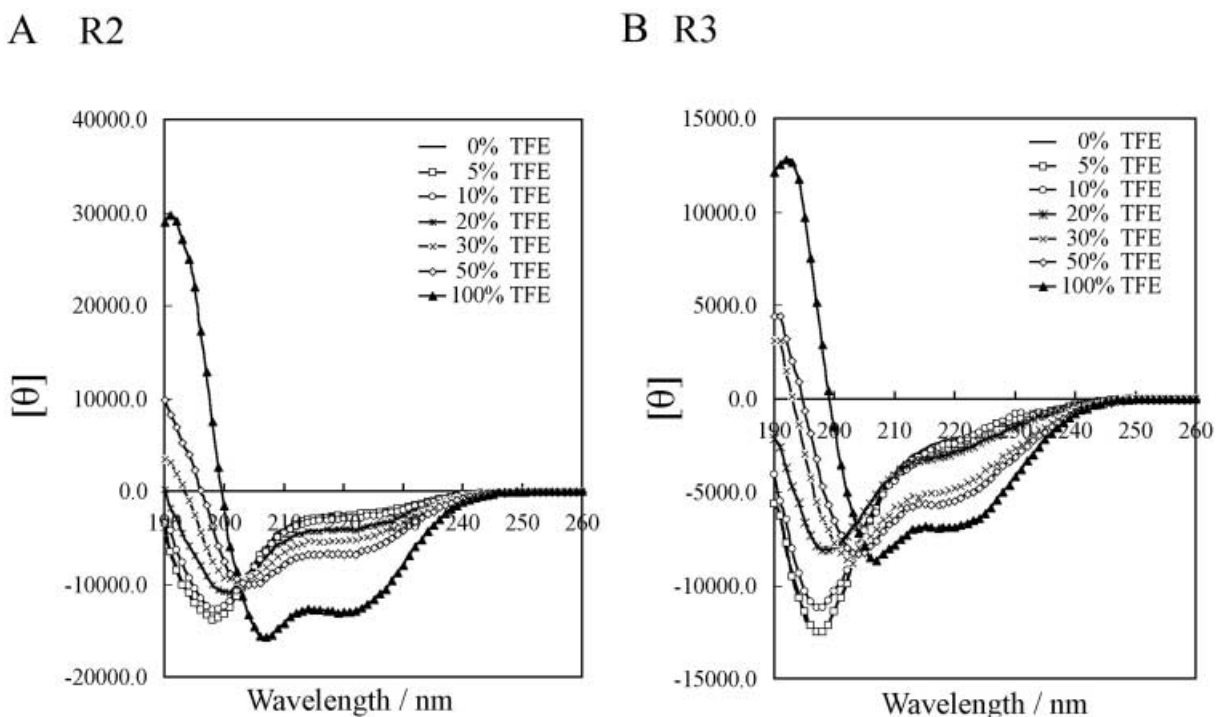 A R2
40000.0
30000.0
20000.0
10000.0
0.0
-10000.0
-20000.0
[θ]
190 200 210 220 230 240 250 260
0% TFE
5% TFE
10% TFE
20% TFE
30% TFE
50% TFE
100% TFE
Wavelength / nm
B R3
15000.0
10000.0
5000.0
0.0
-5000.0
-10000.0
-15000.0
[θ]
190 200 210 220 230 240 250 260
0% TFE
5% TFE
10% TFE
20% TFE
30% TFE
50% TFE
100% TFE
Wavelength / nm